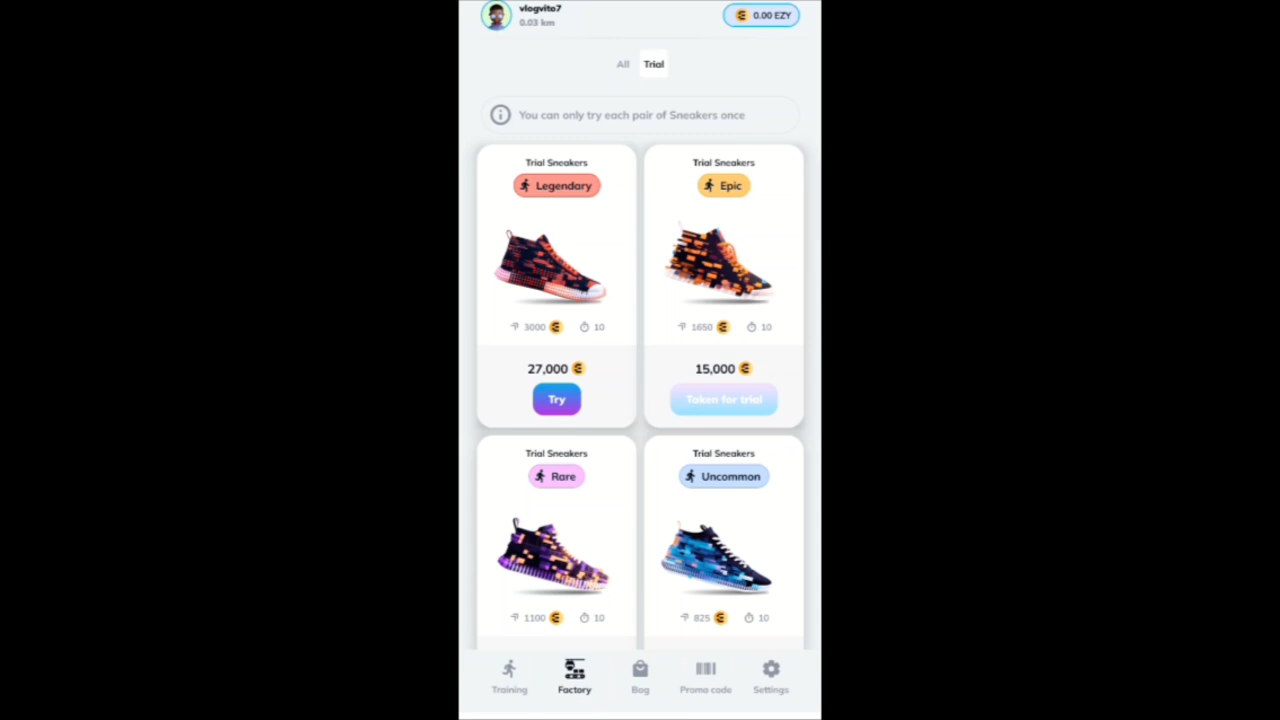 vlogvito7
0.03 km
0.00 EZY
All Trial
You can only try each pair of Sneakers once
Trial Sneakers
Legendary
3000 10
27,000
Try
Trial Sneakers
Epic
1650 10
15,000
Taken for trial
Trial Sneakers
Rare
1100 10
Trial Sneakers
Uncommon
825 10
Training Factory Bag Promo code Settings